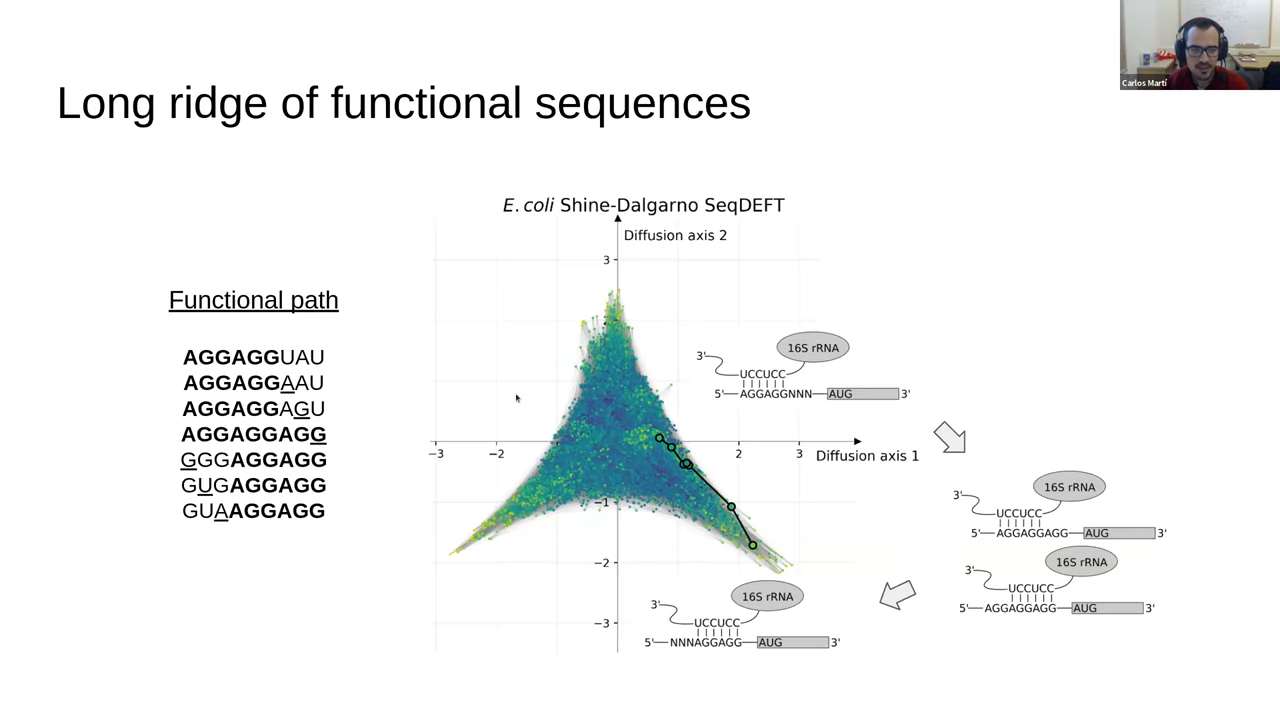 Carlos Martí
Long ridge of functional sequences
E. coli Shine-Dalgarno SeqDEFT
Diffusion axis 2
3
Functional path
AGGAGGUAU
AGGAGGAAU
AGGAGGAGU
AGGAGGAGG
GGGAGGAGG
GUGAGGAGG
GUAAGGAGG
16S rRNA
3'
UCCUCC
5' AGGAGGNNN AUG 3'
−3 −2 2 3 Diffusion axis 1
−1
−2
−3
16S rRNA
3'
UCCUCC
5' AGGAGGAGG AUG 3'
16S rRNA
3'
UCCUCC
5' AGGAGGAGG AUG 3'
16S rRNA
3'
UCCUCC
5' NNNAGGAGG AUG 3'